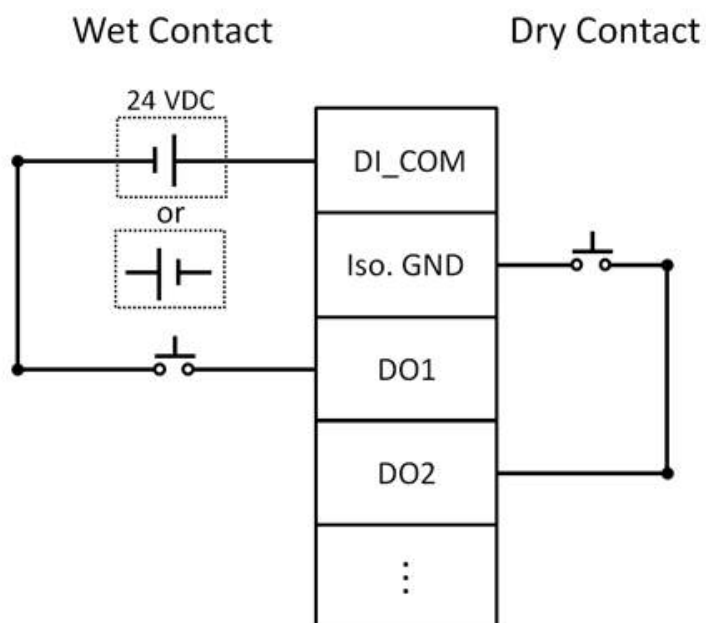 Wet Contact
Dry Contact
24 VDC
or
DI_COM
Iso. GND
DO1
DO2
⋮